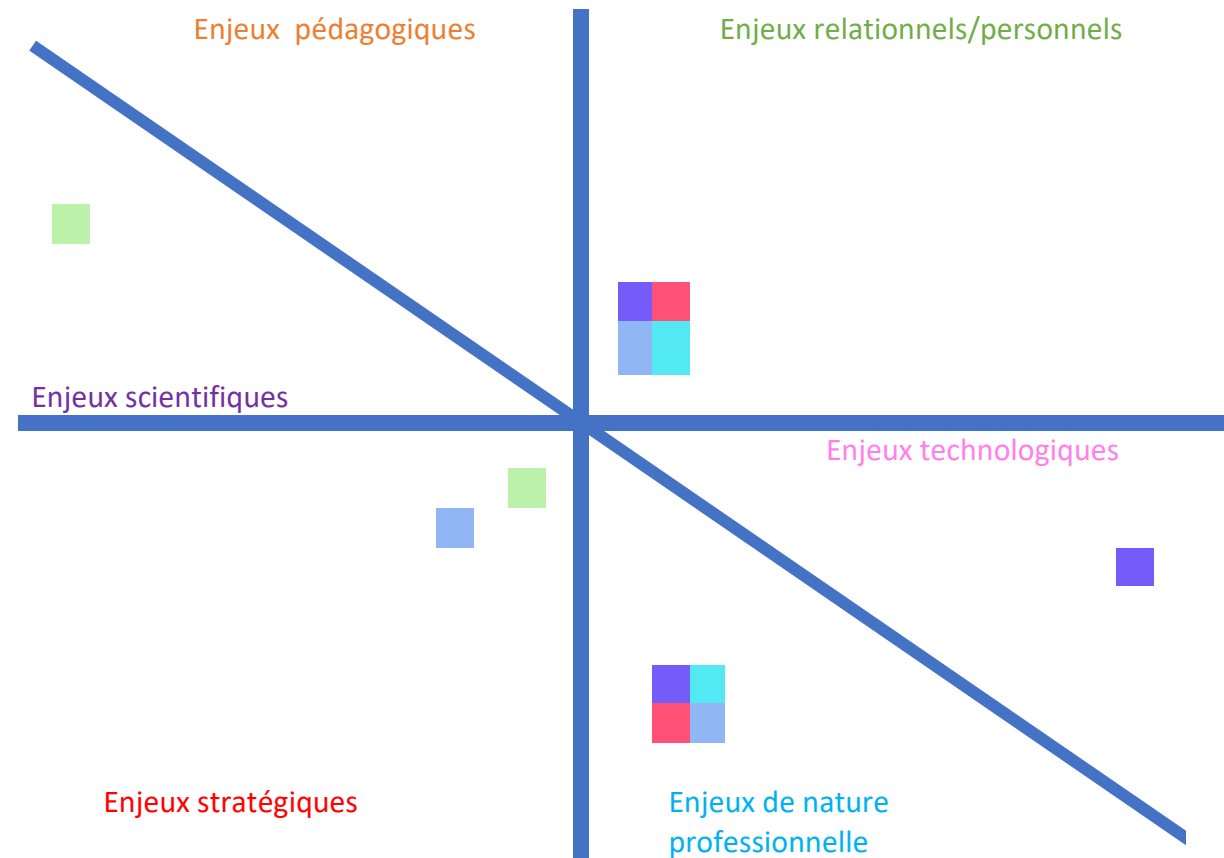 Enjeux  pédagogiques
Enjeux relationnels/personnels
Enjeux scientifiques
Enjeux technologiques
Enjeux stratégiques
Enjeux de nature
professionnelle